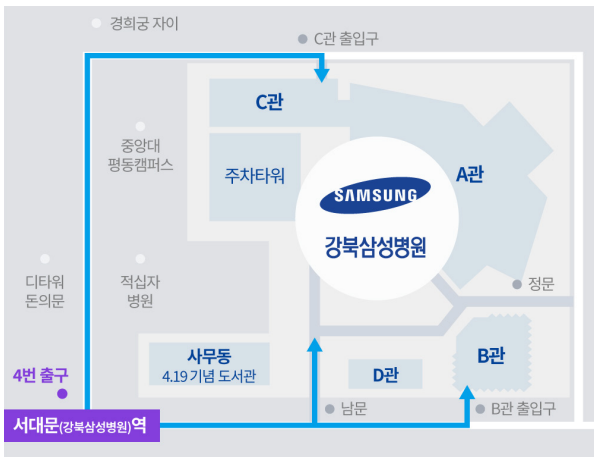 경희궁 자이
C관 출입구
C관
중앙대
평동캠퍼스
주차타워
A관
SAMSUNG
강북삼성병원
디타워
돈의문
적십자
병원
정문
사무동
4.19 기념 도서관
D관
B관
4번 출구
서대문(강북삼성병원)역
남문
B관 출입구